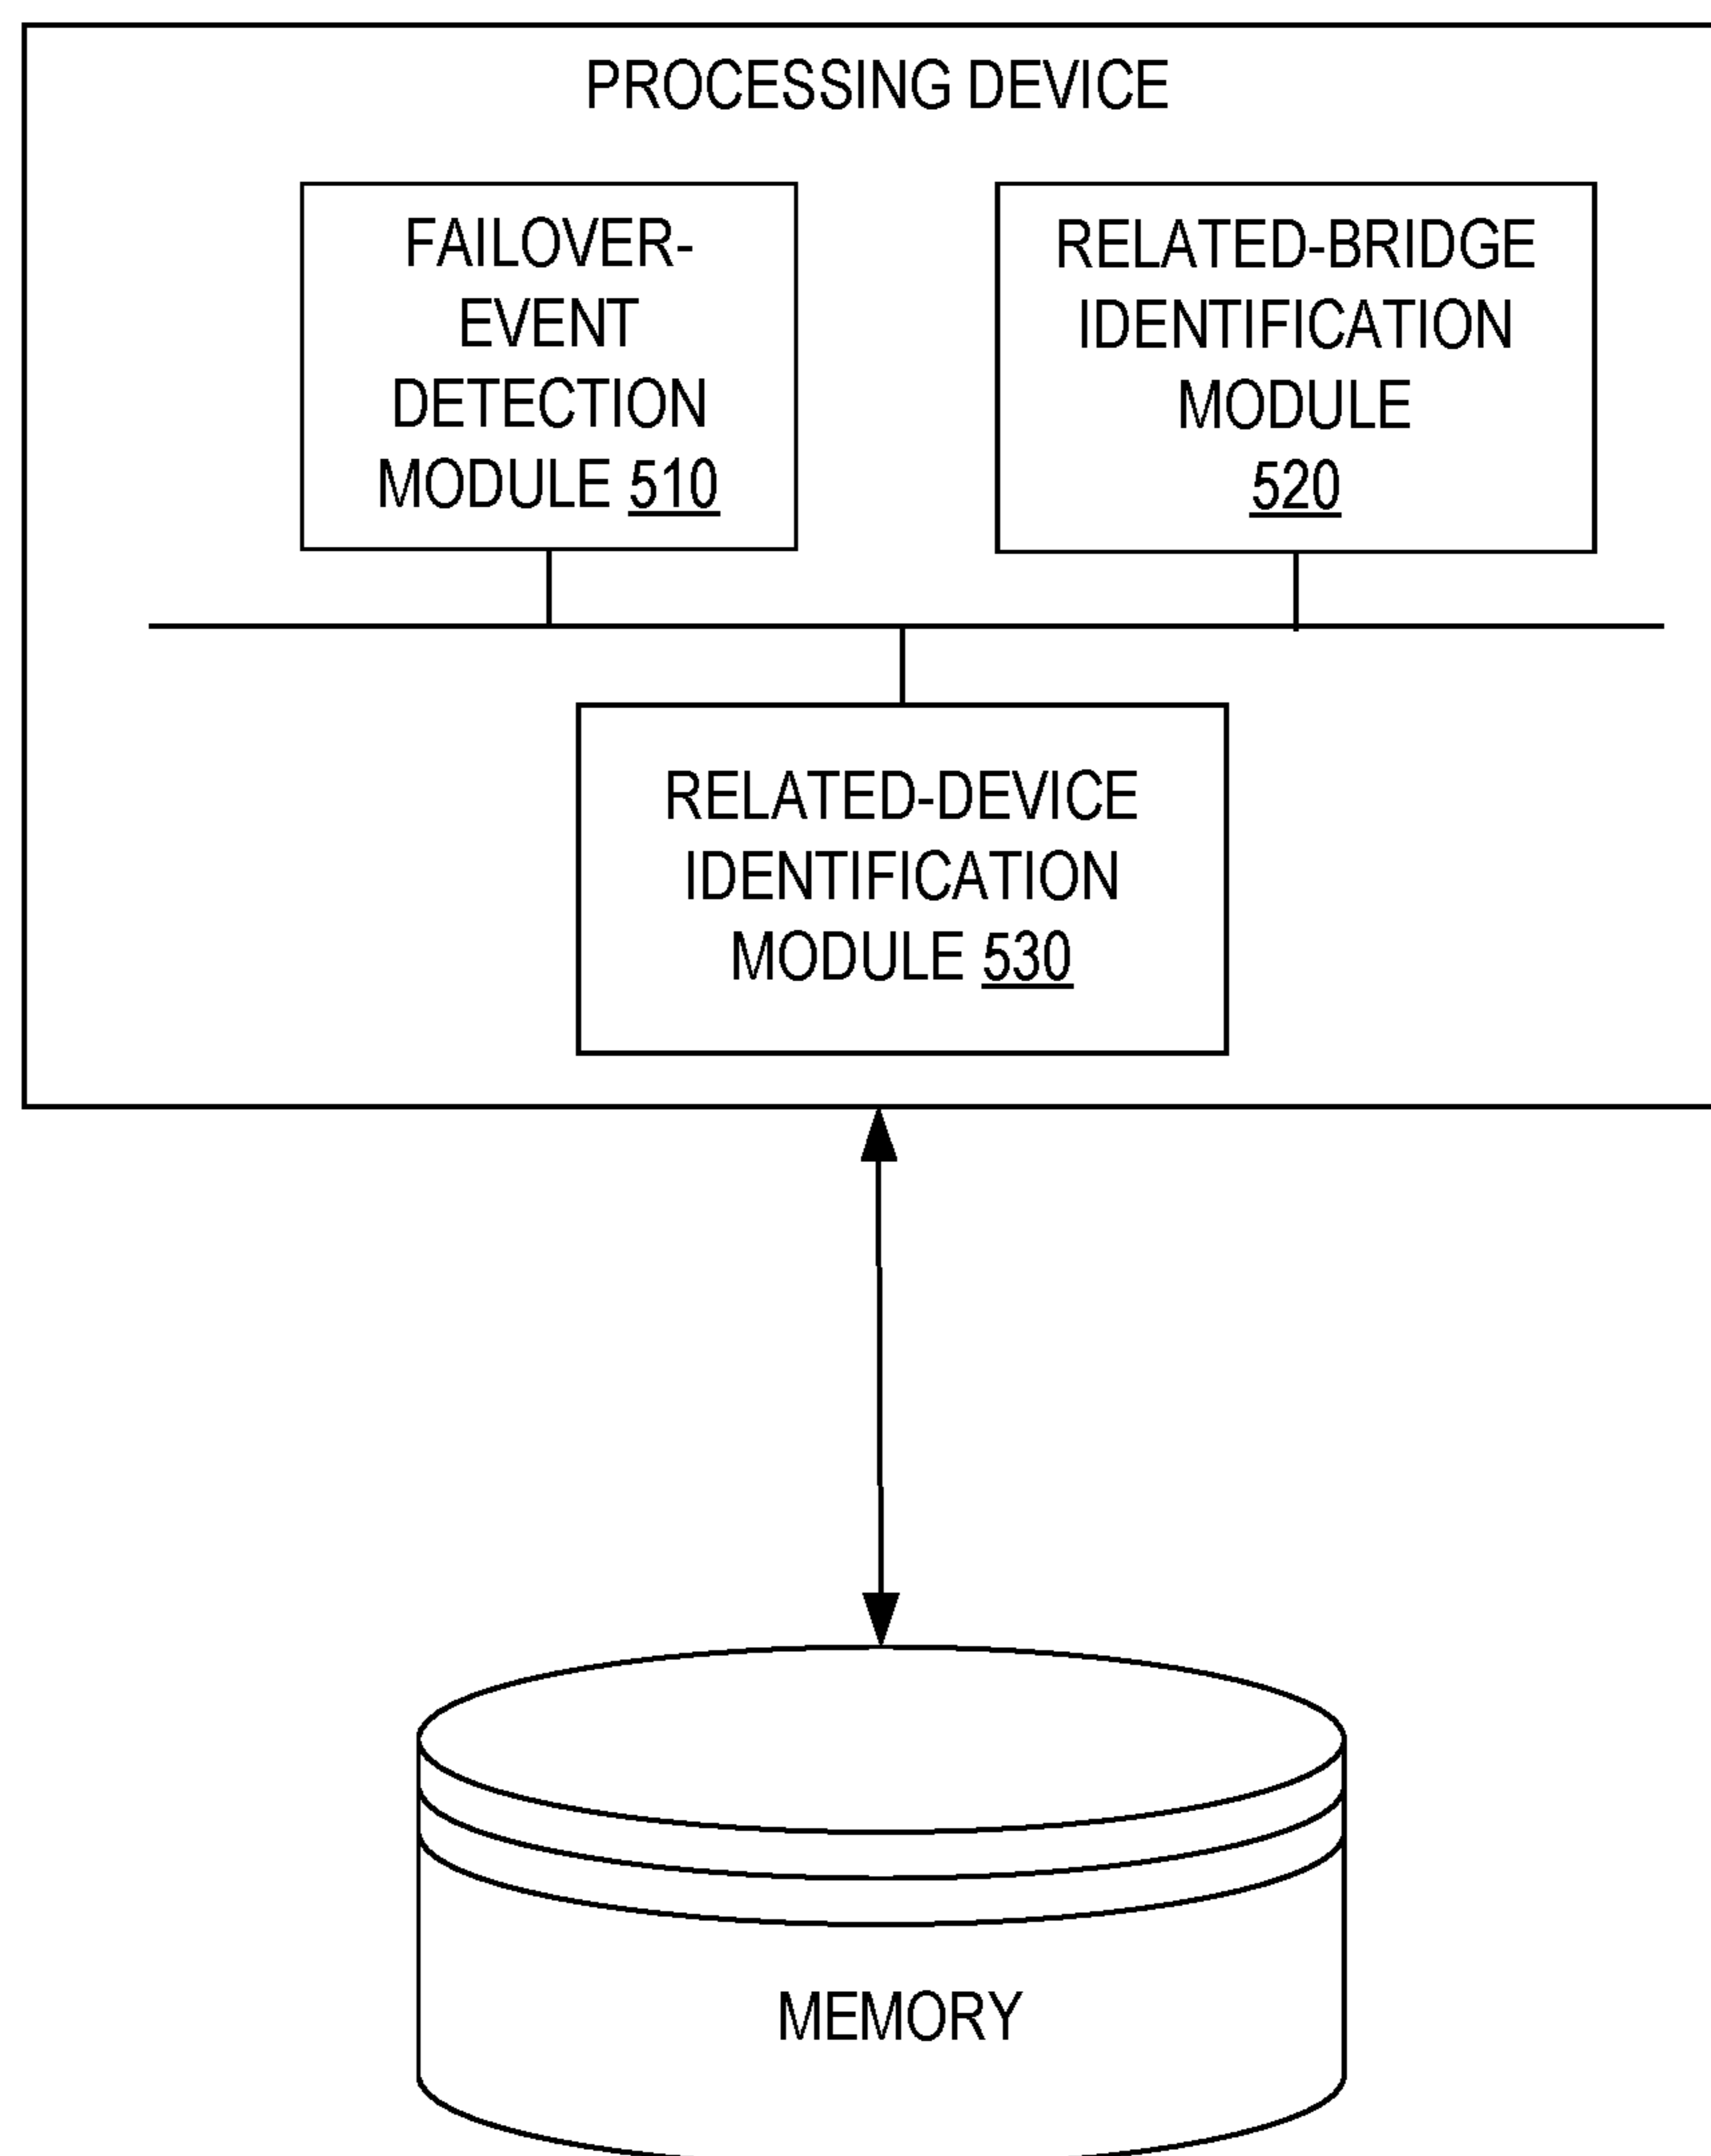 PROCESSING DEVICE
FAILOVER-
EVENT
DETECTION
MODULE 510
RELATED-BRIDGE
IDENTIFICATION
MODULE
520
RELATED-DEVICE
IDENTIFICATION
MODULE 530
MEMORY